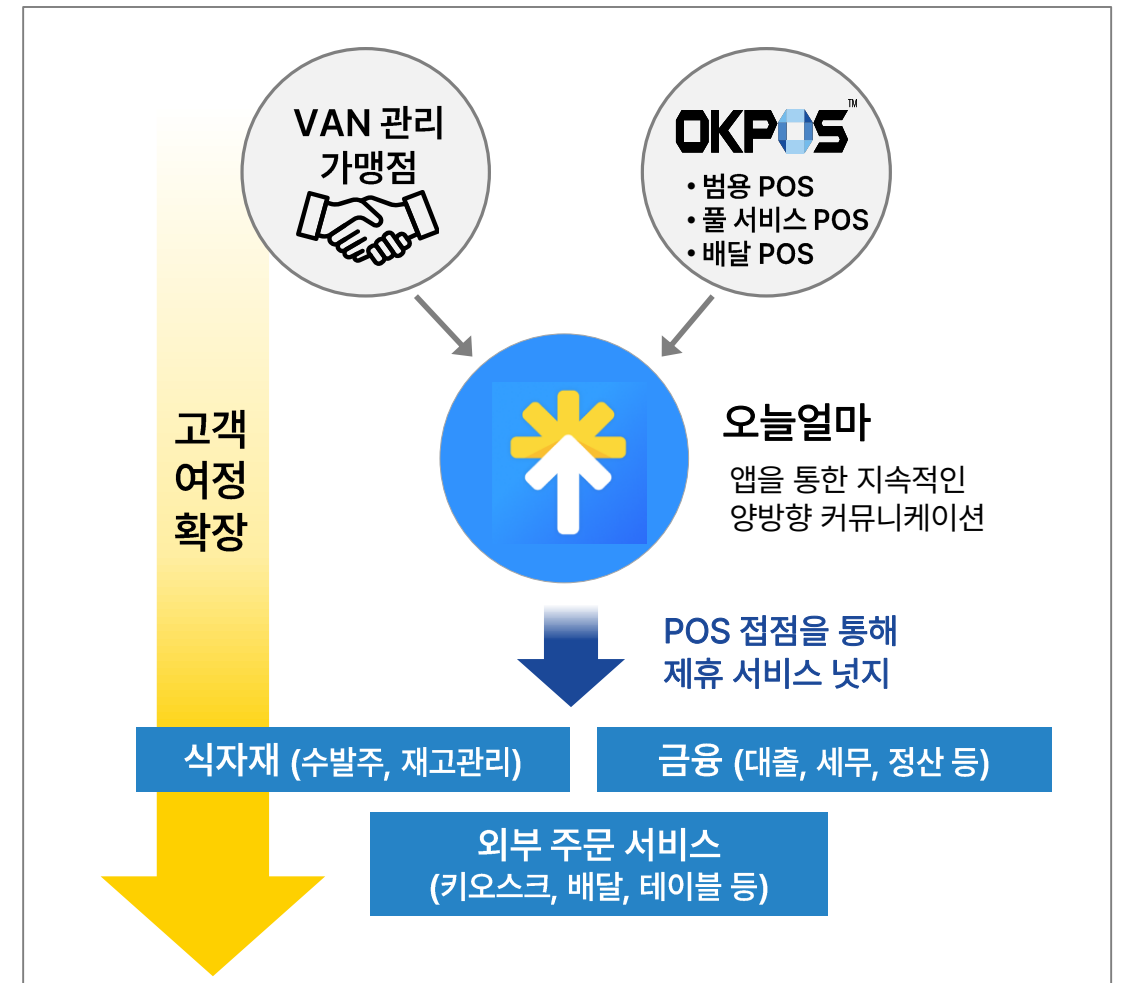 VAN 관리
가맹점
OKPOS™
• 범용 POS
• 풀 서비스 POS
• 배달 POS
고객
여정
확장
오늘얼마
앱을 통한 지속적인
양방향 커뮤니케이션
POS 접점을 통해
제휴 서비스 넛지
식자재 (수발주, 재고관리)
금융 (대출, 세무, 정산 등)
외부 주문 서비스
(키오스크, 배달, 테이블 등)